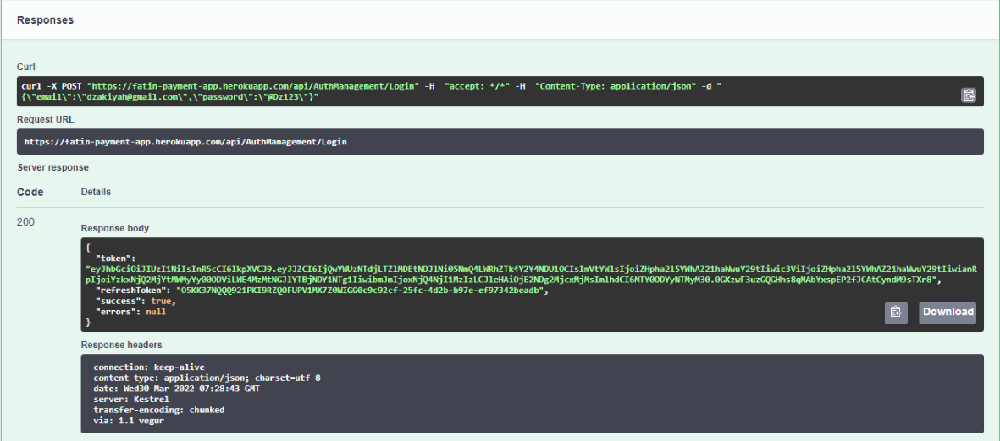 Responses
Curl
curl -X POST "https://fatin-payment-app.herokuapp.com/api/AuthManagement/Login" -H  "accept: */*" -H  "Content-Type: application/json" -d "
{\"email\":\"dzakiyah@gmail.com\",\"password\":\"@Dz123\"}"
Request URL
https://fatin-payment-app.herokuapp.com/api/AuthManagement/Login
Server response
Code Details
200
Response body
{
"token":
"refreshToken": "O5KK37NQQQ921PKI9RZQOFUPV1MX7Z0WIGG0c9c92cf-25fc-4d2b-b97e-ef97342beadb",
"success": true,
"errors": null
}
Download
Response headers
connection: keep-alive
content-type: application/json; charset=utf-8
date: Wed30 Mar 2022 07:28:43 GMT
server: Kestrel
transfer-encoding: chunked
via: 1.1 vegur